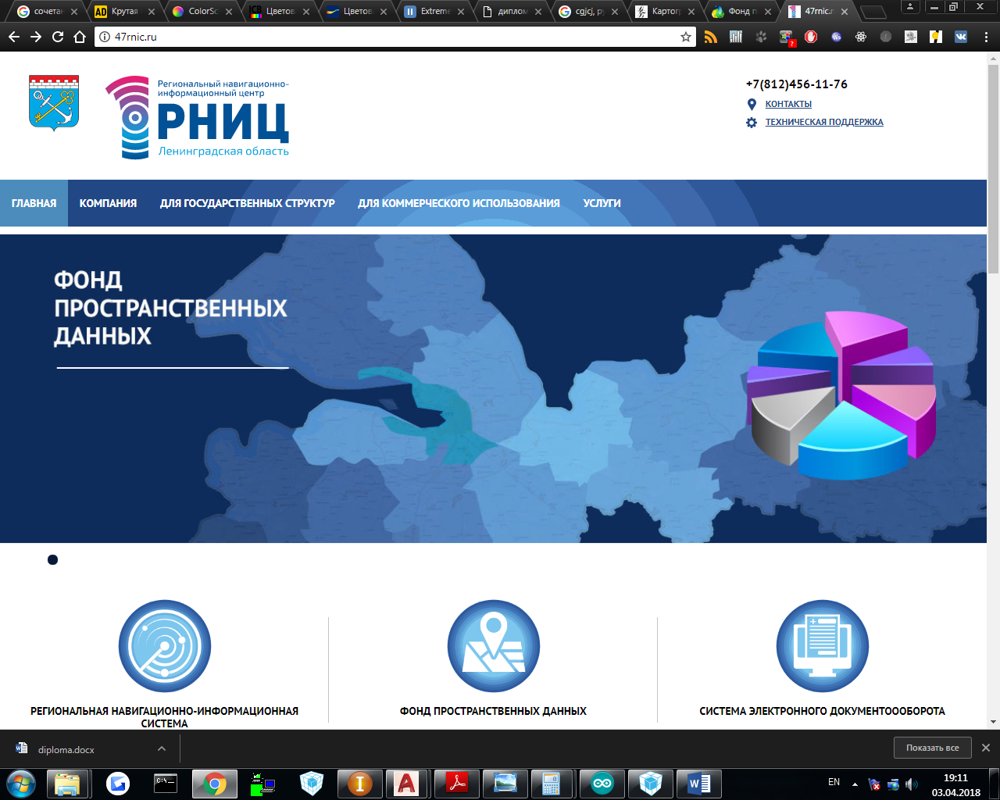 сочетан
Крутая
ColorSc
Цветов
Цветов
Extreme
диплом
cgjcj, ру
Картогр
Фонд п
47rnic.r
47rnic.ru
Региональный навигационно-
информационный центр
РНИЦ
Ленинградская область
+7(812)456-11-76
КОНТАКТЫ
ТЕХНИЧЕСКАЯ ПОДДЕРЖКА
ГЛАВНАЯ КОМПАНИЯ ДЛЯ ГОСУДАРСТВЕННЫХ СТРУКТУР ДЛЯ КОММЕРЧЕСКОГО ИСПОЛЬЗОВАНИЯ УСЛУГИ
ФОНД
ПРОСТРАНСТВЕННЫХ
ДАННЫХ
РЕГИОНАЛЬНАЯ НАВИГАЦИОННО-ИНФОРМАЦИОННАЯ
СИСТЕМА
ФОНД ПРОСТРАНСТВЕННЫХ ДАННЫХ
СИСТЕМА ЭЛЕКТРОННОГО ДОКУМЕНТОООБОРОТА
diploma.docx
Показать все
EN
19:11
03.04.2018